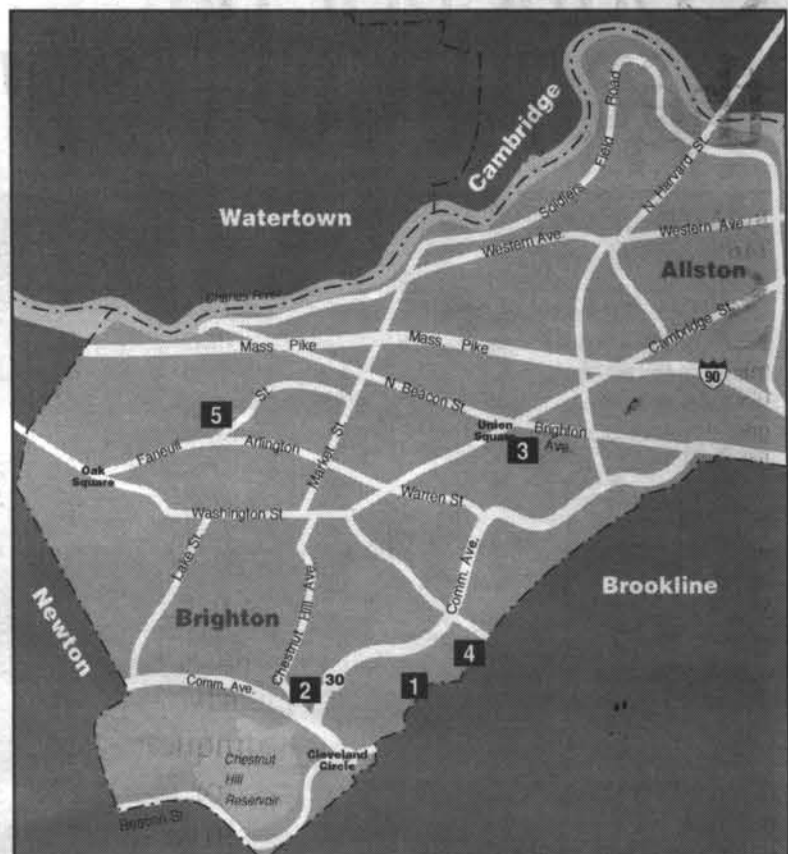 Cambridge
Soldiers Field Road
N. Harvard St
Watertown
Western Ave.
Western Ave.
Allston
Charles River
Cambridge St.
Mass. Pike
Mass. Pike
90
N. Beacon St.
5
St
Market St.
Union Square
Brighton Ave.
3
Faneuil
Arlington
Oak Square
Warren St
Washington St
Lake St.
Comm. Ave.
Brookline
Newton
Brighton
Chestnut Hill Ave.
4
Comm. Ave.
2
30
1
Cleveland Circle
Chestnut
Hill
Reservoir
Beacon St.